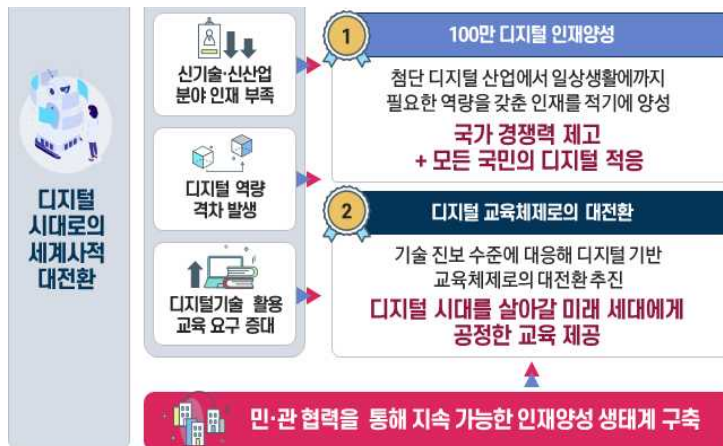 디지털
시대로의
세계사적
대전환
신기술·신산업
분야 인재 부족
디지털 역량
격차 발생
디지털기술 활용
교육 요구 증대
1
100만 디지털 인재양성
첨단 디지털 산업에서 일상생활에까지
필요한 역량을 갖춘 인재를 적기에 양성
국가 경쟁력 제고
+ 모든 국민의 디지털 적응
2
디지털 교육체제로의 대전환
기술 진보 수준에 대응해 디지털 기반
교육체제로의 대전환 추진
디지털 시대를 살아갈 미래 세대에게
공정한 교육 제공
민·관 협력을 통해 지속 가능한 인재양성 생태계 구축